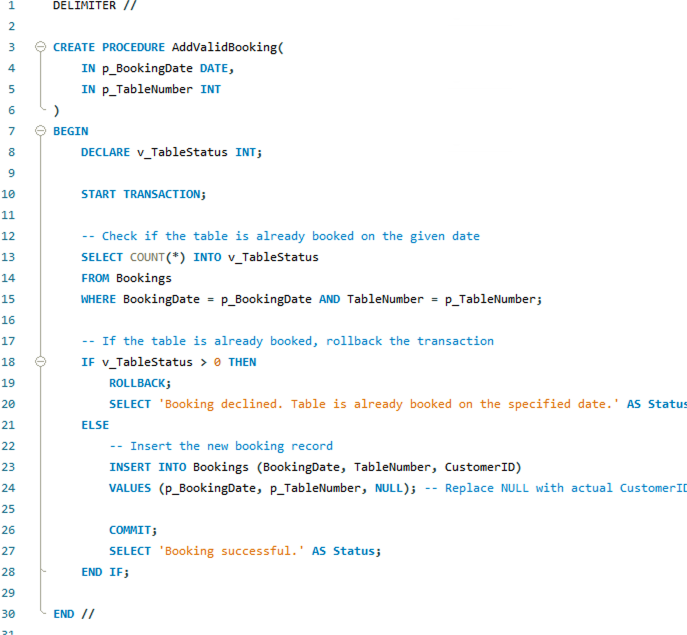 1 DELIMITER //
2
3 CREATE PROCEDURE AddValidBooking(
4 IN p_BookingDate DATE,
5 IN p_TableNumber INT
6 )
7 BEGIN
8 DECLARE v_TableStatus INT;
9
10 START TRANSACTION;
11
12 -- Check if the table is already booked on the given date
13 SELECT COUNT(*) INTO v_TableStatus
14 FROM Bookings
15 WHERE BookingDate = p_BookingDate AND TableNumber = p_TableNumber;
16
17 -- If the table is already booked, rollback the transaction
18 IF v_TableStatus > 0 THEN
19 ROLLBACK;
20 SELECT 'Booking declined. Table is already booked on the specified date.' AS Status
21 ELSE
22 -- Insert the new booking record
23 INSERT INTO Bookings (BookingDate, TableNumber, CustomerID)
24 VALUES (p_BookingDate, p_TableNumber, NULL); -- Replace NULL with actual CustomerID
25
26 COMMIT;
27 SELECT 'Booking successful.' AS Status;
28 END IF;
29
30 END //
31